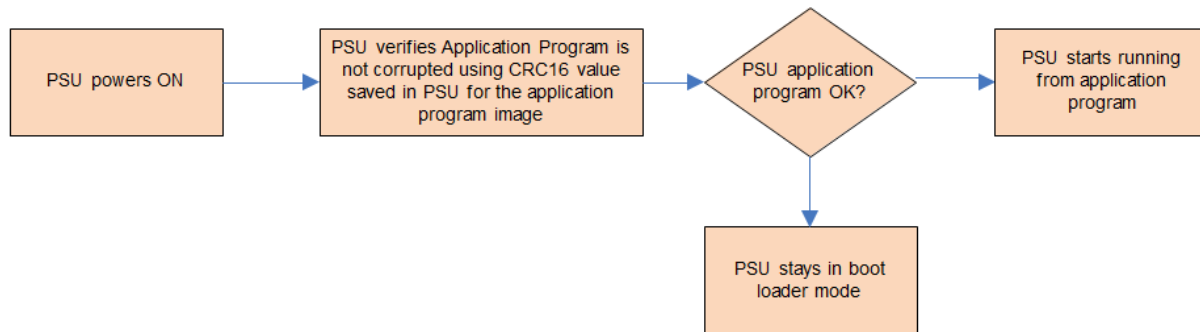 PSU powers ON
PSU verifies Application Program is
not corrupted using CRC16 value
saved in PSU for the application
program image
PSU application
program OK?
PSU starts running
from application
program
PSU stays in boot
loader mode